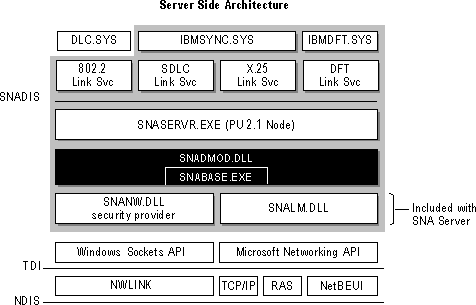 Server Side Architecture
DLC.SYS
IBMSYNC.SYS
IBMDFT.SYS
802.2
Link Svc
SDLC
Link Svc
X.25
Link Svc
DFT
Link Svc
SNADIS
SNASERVR.EXE (PU 2.1 Node)
SNADMOD.DLL
SNABASE.EXE
SNANW.DLL
security provider
SNALM.DLL
Included with
SNA Server
Windows Sockets API
Microsoft Networking API
TDI
NWLINK
TCP/IP
RAS
NetBEUI
NDIS